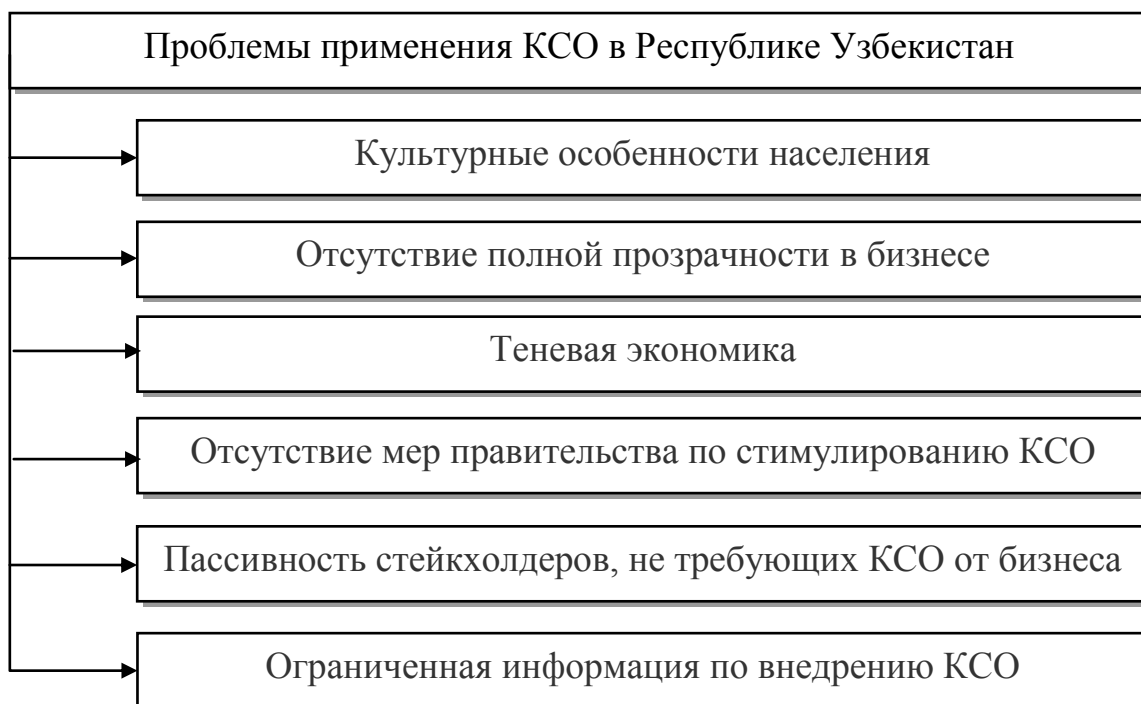 Проблемы применения КСО в Республике Узбекистан
Культурные особенности населения
Отсутствие полной прозрачности в бизнесе
Теневая экономика
Отсутствие мер правительства по стимулированию КСО
Пассивность стейкхолдеров, не требующих КСО от бизнеса
Ограниченная информация по внедрению КСО